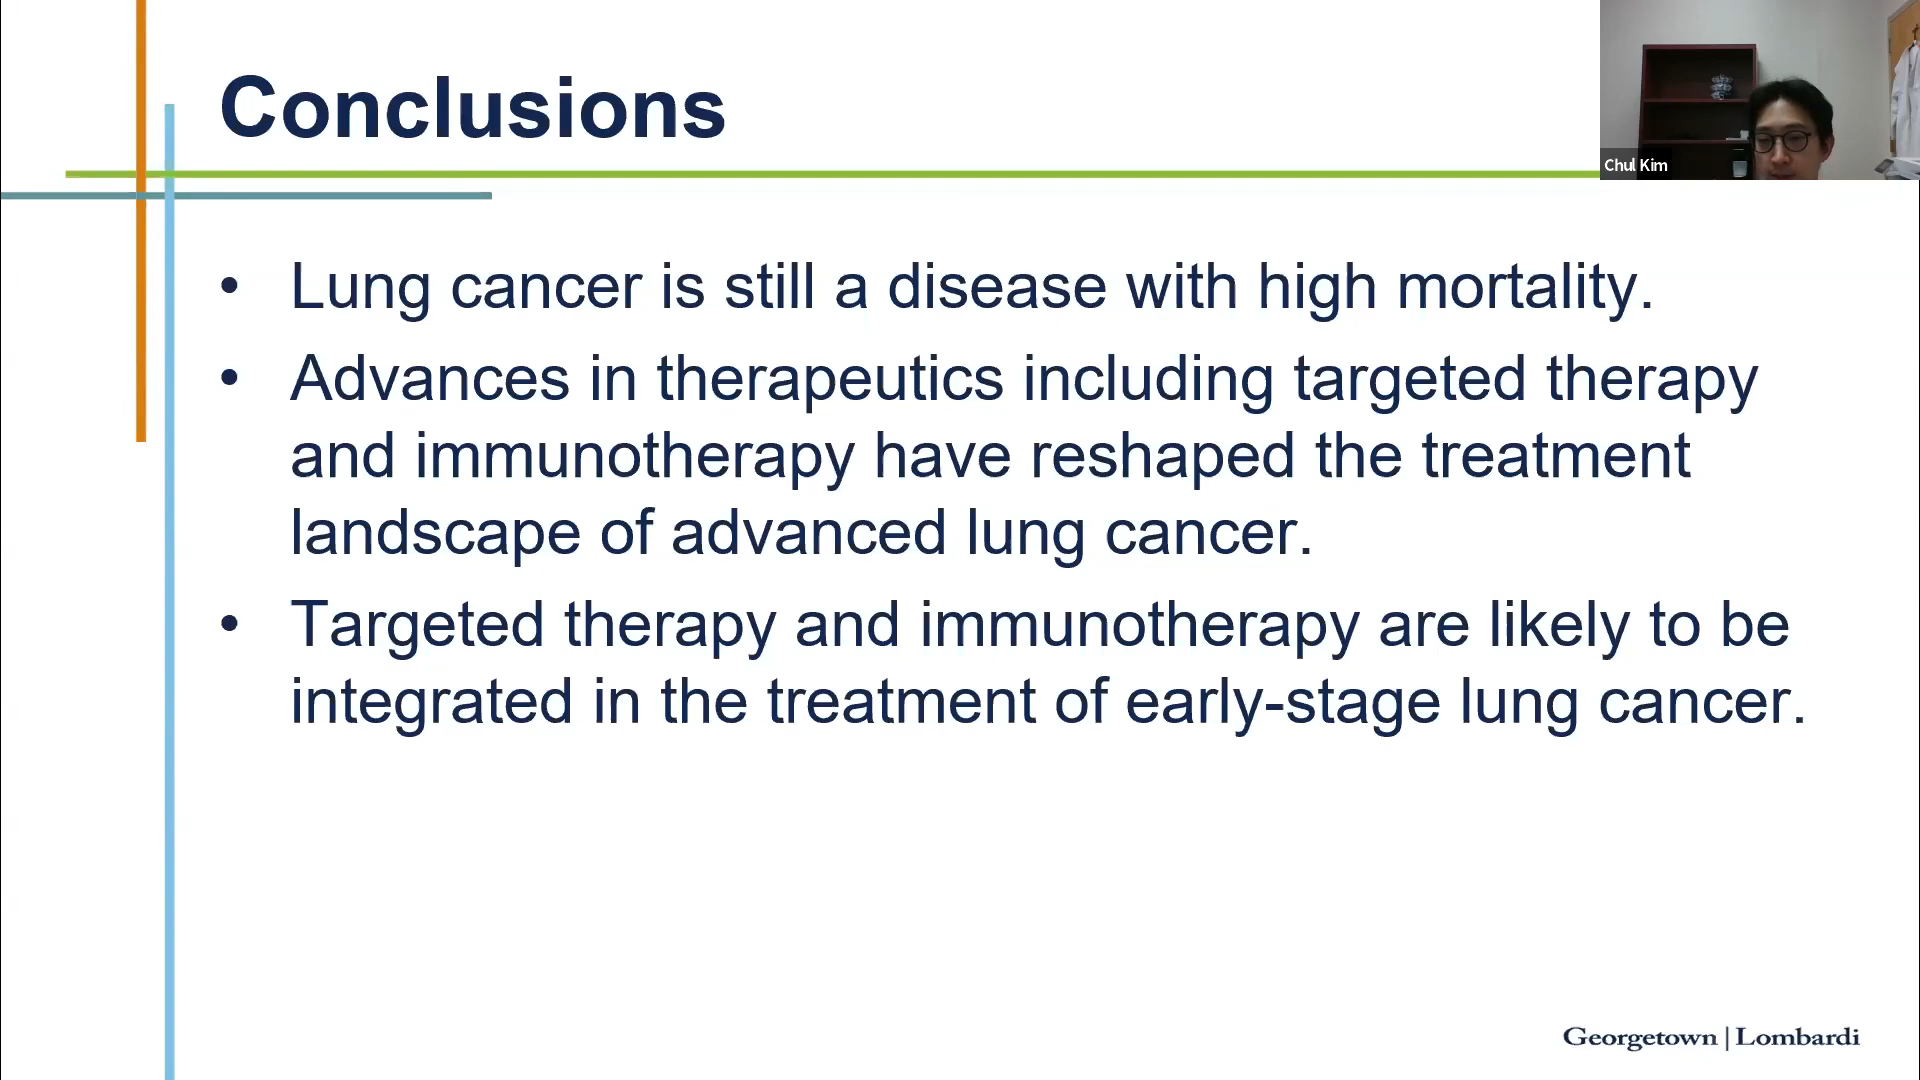 Conclusions
Chul Kim
• Lung cancer is still a disease with high mortality.
• Advances in therapeutics including targeted therapy
and immunotherapy have reshaped the treatment
landscape of advanced lung cancer.
• Targeted therapy and immunotherapy are likely to be
integrated in the treatment of early-stage lung cancer.
Georgetown | Lombardi